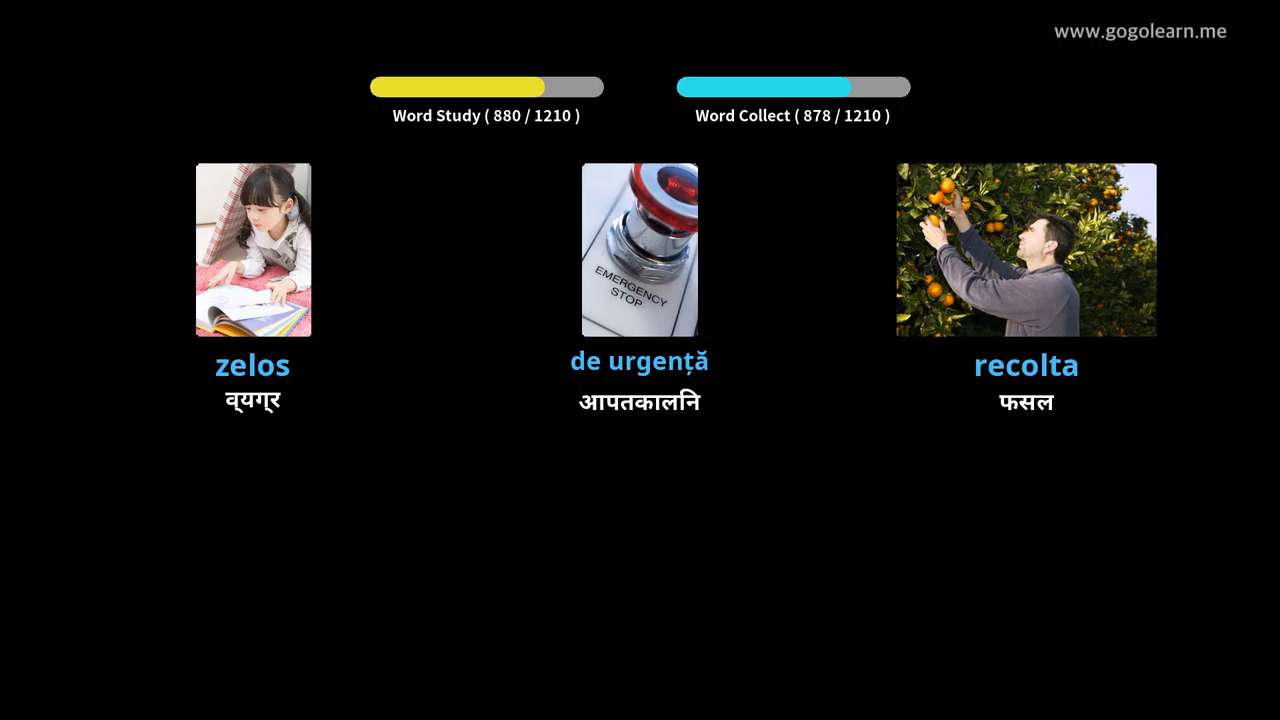 www.gogolearn.me
Word Study ( 880 / 1210 )
Word Collect ( 878 / 1210 )
EMERGENCY
STOP
zelos
de urgență
recolta
व्यग्र
आपतकालनि
फसल